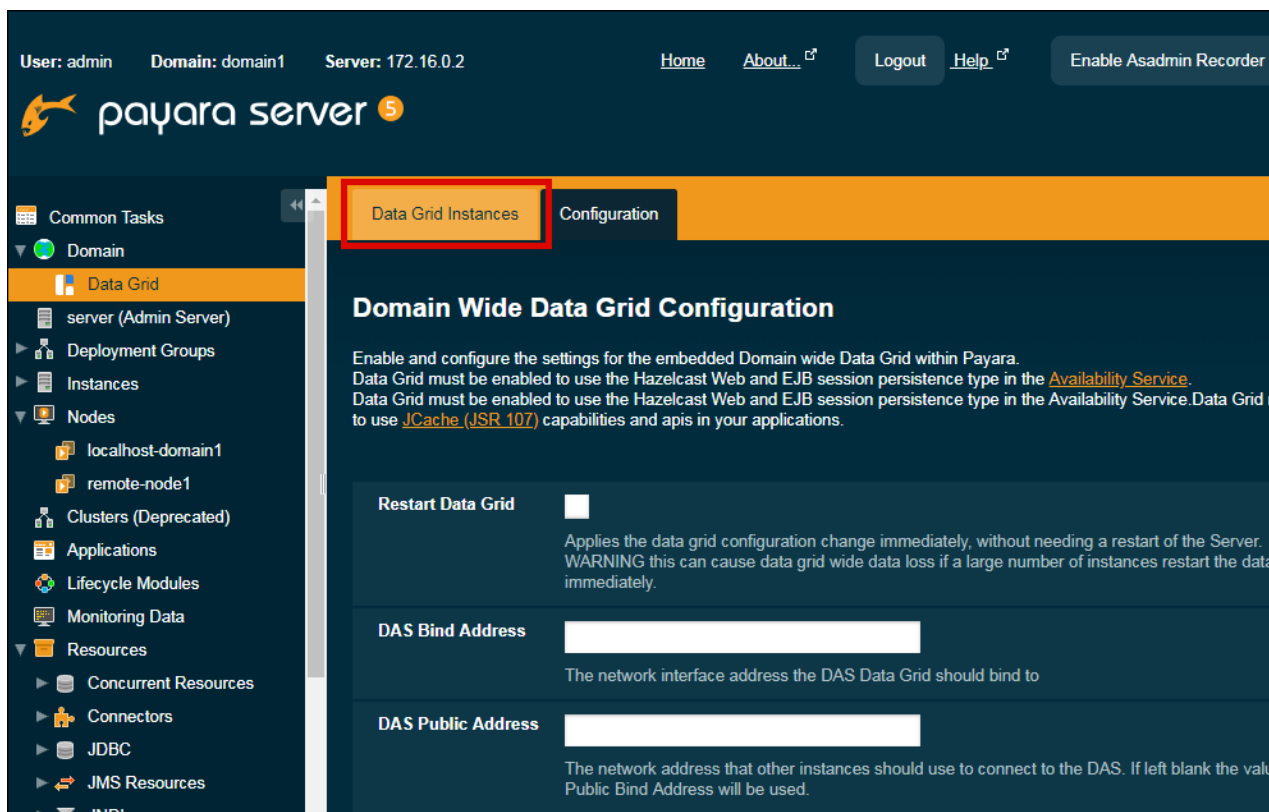 User: admin Domain: domain1 Server: 172.16.0.2 Home About... Logout Help Enable Asadmin Recorder
payara server 5
Data Grid Instances Configuration
Common Tasks
Domain
Data Grid
server (Admin Server)
Deployment Groups
Instances
Nodes
localhost-domain1
remote-node1
Clusters (Deprecated)
Applications
Lifecycle Modules
Monitoring Data
Resources
Concurrent Resources
Connectors
JDBC
JMS Resources
Domain Wide Data Grid Configuration
Enable and configure the settings for the embedded Domain wide Data Grid within Payara.
Data Grid must be enabled to use the Hazelcast Web and EJB session persistence type in the Availability Service.
Data Grid must be enabled to use the Hazelcast Web and EJB session persistence type in the Availability Service.Data Grid
to use JCache (JSR 107) capabilities and apis in your applications.
Restart Data Grid
Applies the data grid configuration change immediately, without needing a restart of the Server.
WARNING this can cause data grid wide data loss if a large number of instances restart the data
immediately.
DAS Bind Address
The network interface address the DAS Data Grid should bind to
DAS Public Address
The network address that other instances should use to connect to the DAS. If left blank the
Public Bind Address will be used.